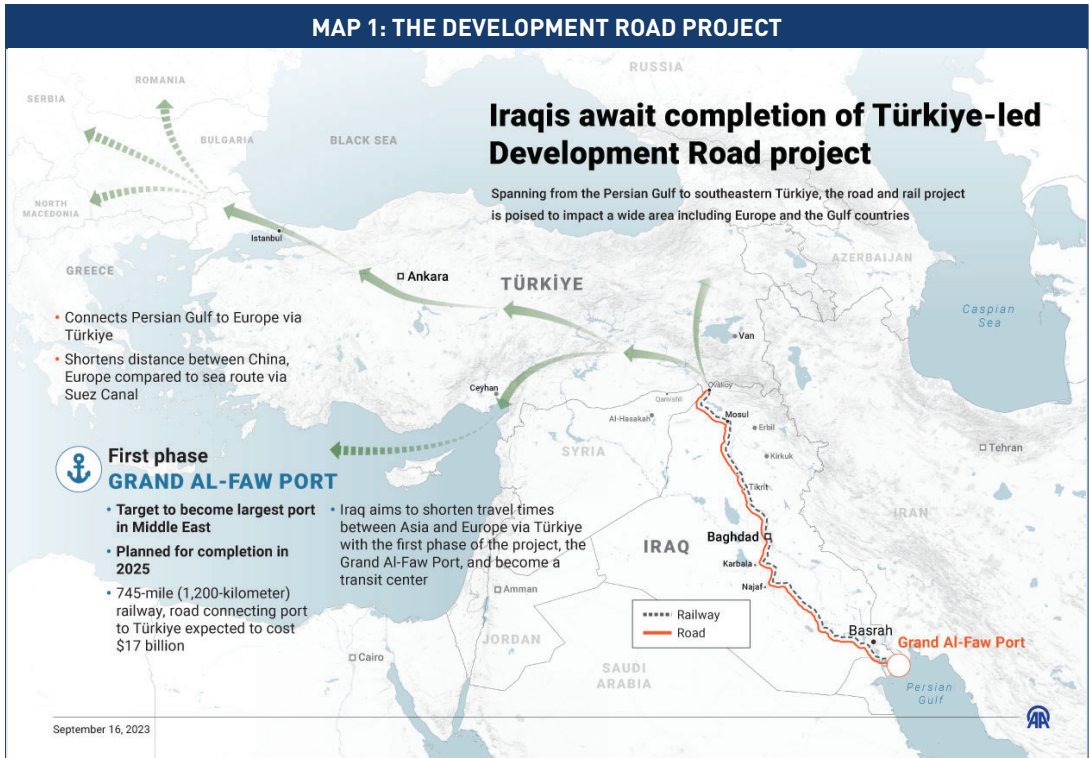 MAP 1: THE DEVELOPMENT ROAD PROJECT
Iraqis await completion of Türkiye-led
Development Road project
Spanning from the Persian Gulf to southeastern Türkiye, the road and rail project
is poised to impact a wide area including Europe and the Gulf countries
RUSSIA
ROMANIA
SERBIA
BULGARIA
BLACK SEA
NORTH
MACEDONIA
Istanbul
GREECE
Ankara
TÜRKİYE
AZERBAIJAN
Caspian
Sea
Van
• Connects Persian Gulf to Europe via
Türkiye
• Shortens distance between China,
Europe compared to sea route via
Suez Canal
Ceyhan
Ovaköy
Qamishli
Al-Hasakah
Mosul
Erbil
SYRIA
Kirkuk
Tehran
Tikrit
IRAN
First phase
GRAND AL-FAW PORT
• Target to become largest port
in Middle East
• Planned for completion in
2025
• 745-mile (1,200-kilometer)
railway, road connecting port
to Türkiye expected to cost
$17 billion
• Iraq aims to shorten travel times
between Asia and Europe via Türkiye
with the first phase of the project, the
Grand Al-Faw Port, and become a
transit center
IRAQ
Baghdad
Karbala
Najaf
Amman
Railway
Road
Basrah
Grand Al-Faw Port
JORDAN
Cairo
SAUDI
ARABIA
Persian
Gulf
September 16, 2023
AA